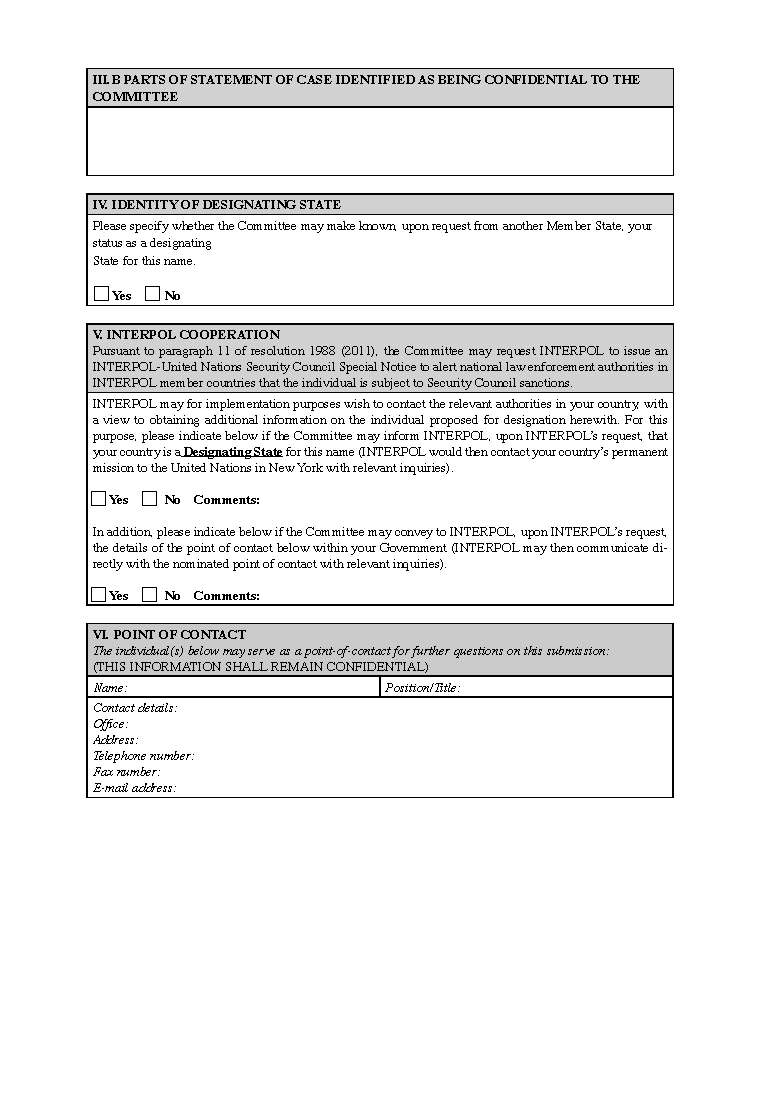 III. B PARTS OF STATEMENT OF CASE IDENTIFIED AS BEING CONFIDENTIAL TO THE
COMMITTEE
IV. IDENTITY OF DESIGNATING STATE
Please specify whether the Committee may make known, upon request from another Member State, your
status as a designating
State for this name.
Yes No
V. INTERPOL COOPERATION
Pursuant to paragraph 11 of resolution 1988 (2011), the Committee may request INTERPOL to issue an
INTERPOL-United Nations Security Council Special Notice to alert national law enforcement authorities in
INTERPOL member countries that the individual is subject to Security Council sanctions.
INTERPOL may for implementation purposes wish to contact the relevant authorities in your country, with
a view to obtaining additional information on the individual proposed for designation herewith. For this
purpose, please indicate below if the Committee may inform INTERPOL, upon INTERPOL's request, that
your country is a Designating State for this name (INTERPOL would then contact your country's permanent
mission to the United Nations in New York with relevant inquiries).
Yes No Comments:
In addition, please indicate below if the Committee may convey to INTERPOL, upon INTERPOL's request,
the details of the point of contact below within your Government (INTERPOL may then communicate di-
rectly with the nominated point of contact with relevant inquiries).
Yes No Comments:
VI. POINT OF CONTACT
The individual(s) below may serve as a point-of-contact for further questions on this submission:
(THIS INFORMATION SHALL REMAIN CONFIDENTIAL)
Name: Position/Title:
Contact details:
Office:
Address:
Telephone number:
Fax number:
E-mail address: